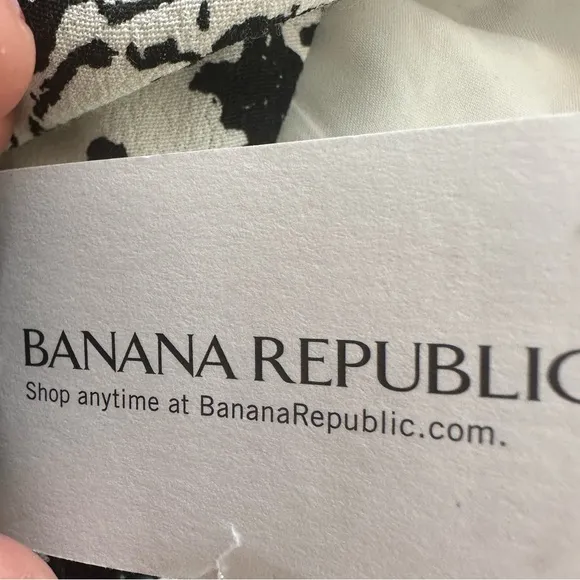 BANANA REPUBLIC
Shop anytime at BananaRepublic.com.